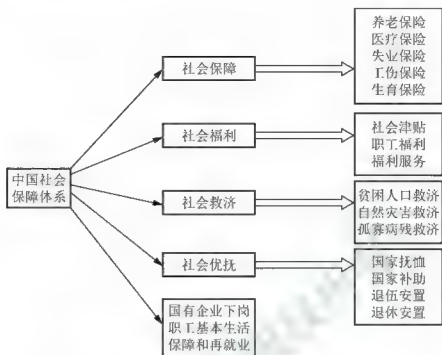 中国社会
保障体系
社会保障
养老保险
医疗保险
失业保险
工伤保险
生育保险
社会福利
社会津贴
职工福利
福利服务
社会救济
贫困人口救济
自然灾害救济
孤寡病残救济
社会优抚
国家抚恤
国家补助
退伍安置
退休安置
国有企业下岗
职工基本生活
保障和再就业